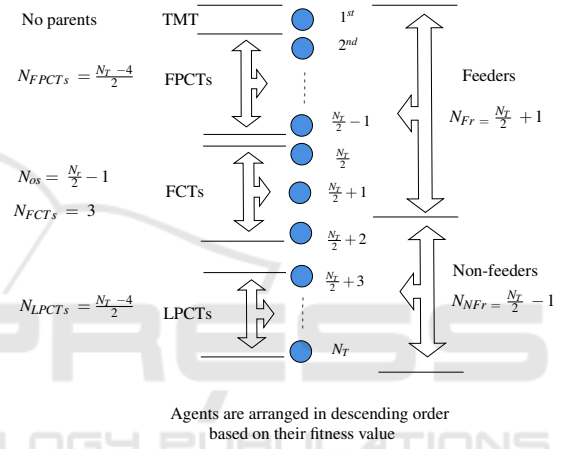 No parents TMT 1st
2nd
N_FPCTs = (N_T − 4)/2 FPCTs
Feeders
N_T/2 − 1 N_Fr = N_T/2 + 1
N_T/2
N_os = N_r/2 − 1
N_FCTs = 3 FCTs N_T/2 + 1
N_T/2 + 2
N_T/2 + 3 Non-feeders
N_LPCTs = (N_T − 4)/2 LPCTs N_NFr = N_T/2 − 1
N_T
Agents are arranged in descending order
based on their fitness value
PRESS
LOGY PUBLICATIONS